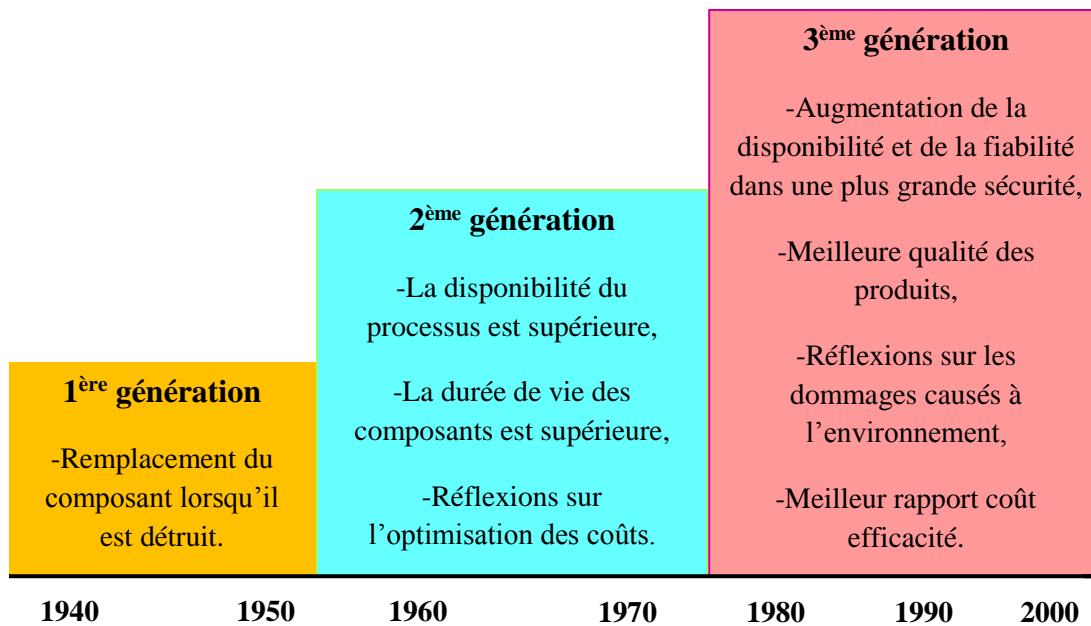 1ère génération
-Remplacement du
composant lorsqu'il
est détruit.
2ème génération
-La disponibilité du
processus est supérieure,
-La durée de vie des
composants est supérieure,
-Réflexions sur
l'optimisation des coûts.
3ème génération
-Augmentation de la
disponibilité et de la fiabilité
dans une plus grande sécurité,
-Meilleure qualité des
produits,
-Réflexions sur les
dommages causés à
l'environnement,
-Meilleur rapport coût
efficacité.
1940 1950 1960 1970 1980 1990 2000